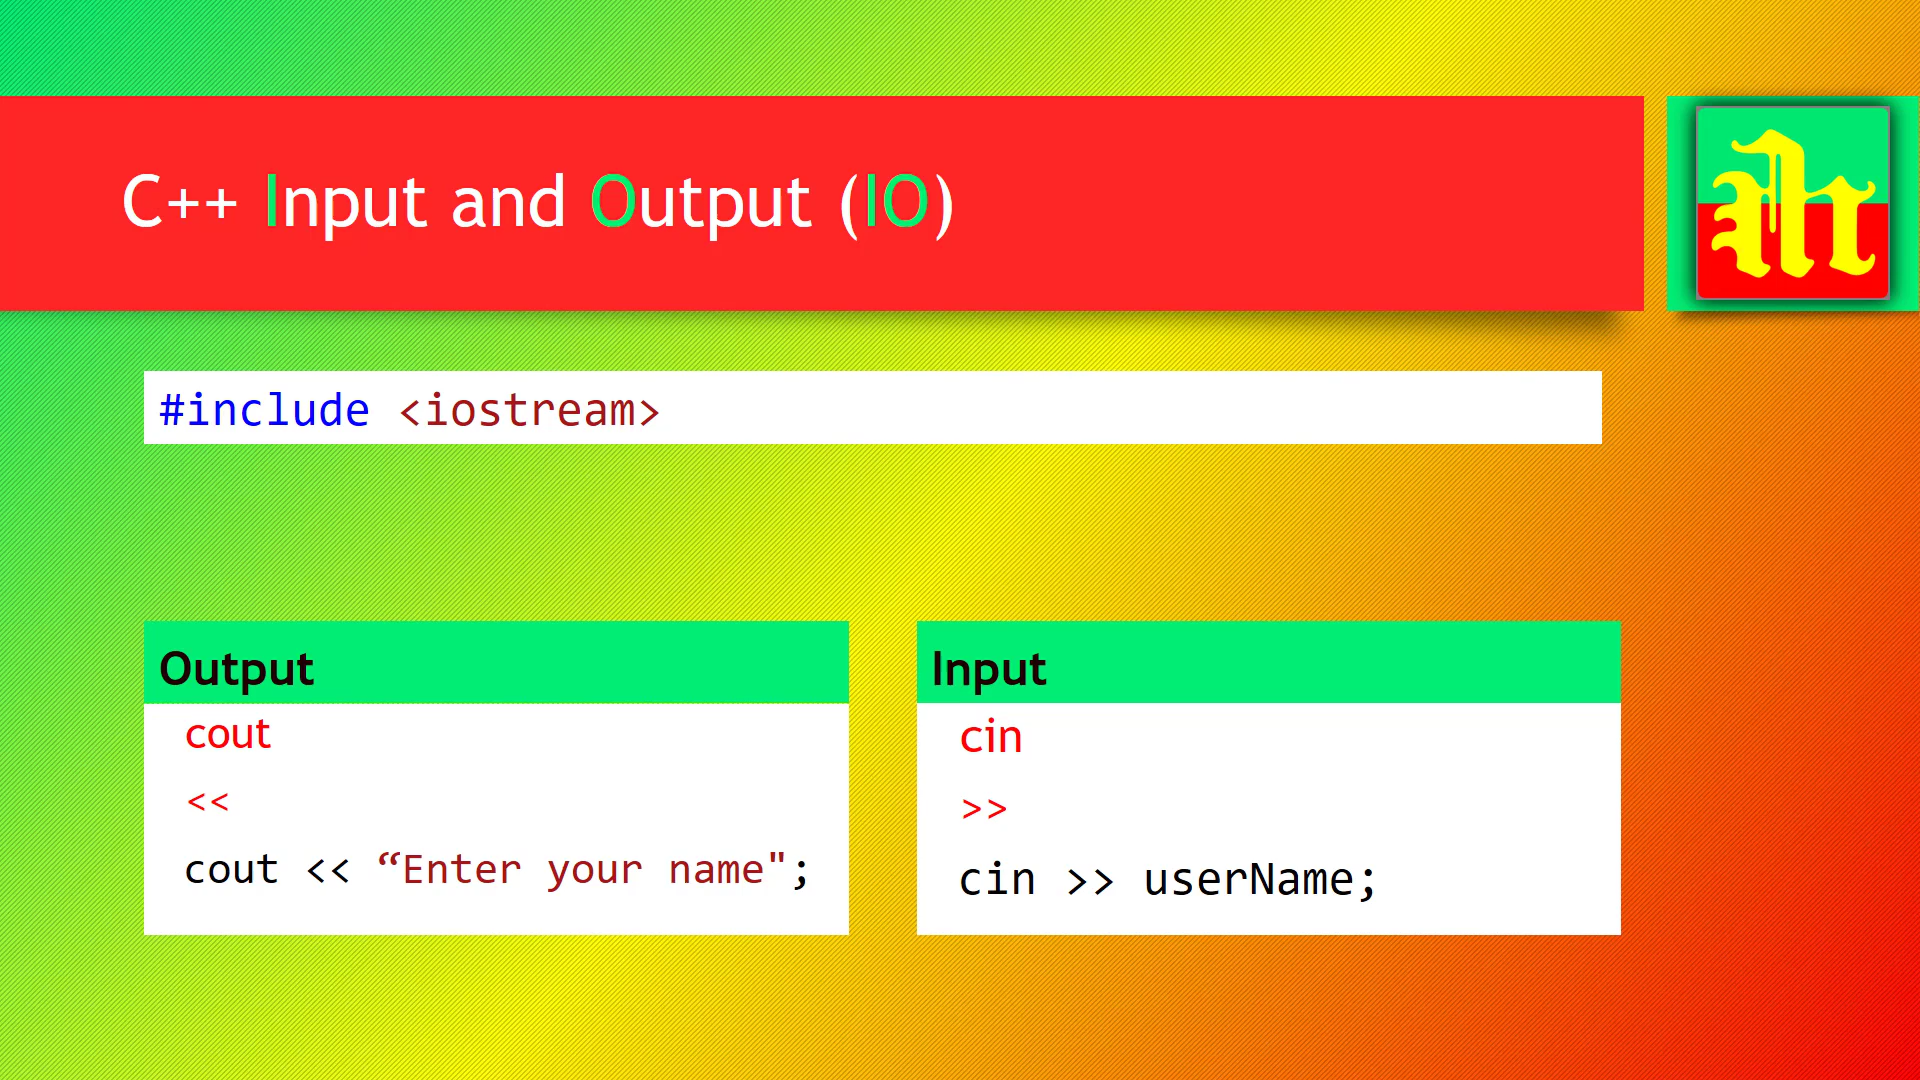 C++ Input and Output (IO)
#include <iostream>
Output
cout
<<
cout << “Enter your name";
Input
cin
>>
cin >> userName;